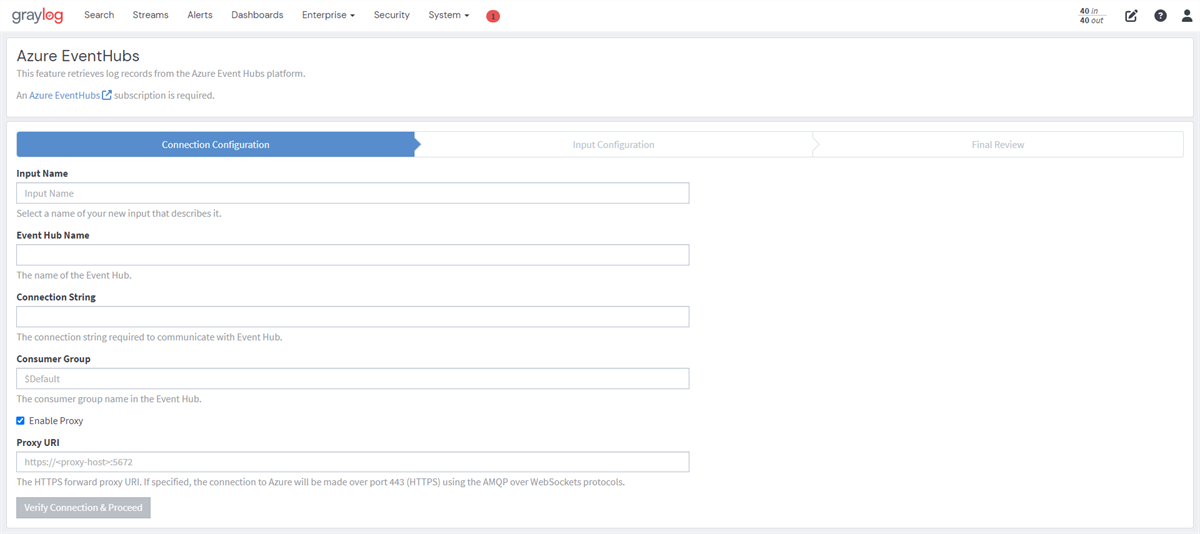 graylog Search Streams Alerts Dashboards Enterprise Security System 1 40 in
40 out
Azure EventHubs
This feature retrieves log records from the Azure Event Hubs platform.
An Azure EventHubs subscription is required.
Connection Configuration Input Configuration Final Review
Input Name
Input Name
Select a name of your new input that describes it.
Event Hub Name
The name of the Event Hub.
Connection String
The connection string required to communicate with Event Hub.
Consumer Group
$Default
The consumer group name in the Event Hub.
Enable Proxy
Proxy URI
https://<proxy-host>:5672
The HTTPS forward proxy URI. If specified, the connection to Azure will be made over port 443 (HTTPS) using the AMQP over WebSockets protocols.
Verify Connection & Proceed